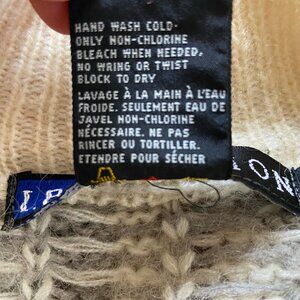 HAND WASH COLD.
ONLY NON-CHLORINE
BLEACH WHEN NEEDED,
NO WRING OR TWIST
BLOCK TO DRY
LAVAGE À LA MAIN À L'EAU
FROIDE. SEULEMENT EAU DE
JAVEL NON-CHLORINE
NÉCESSAIRE. NE PAS
RINCER OU TORTILLER.
ETENDRE POUR SÉCHER
ON